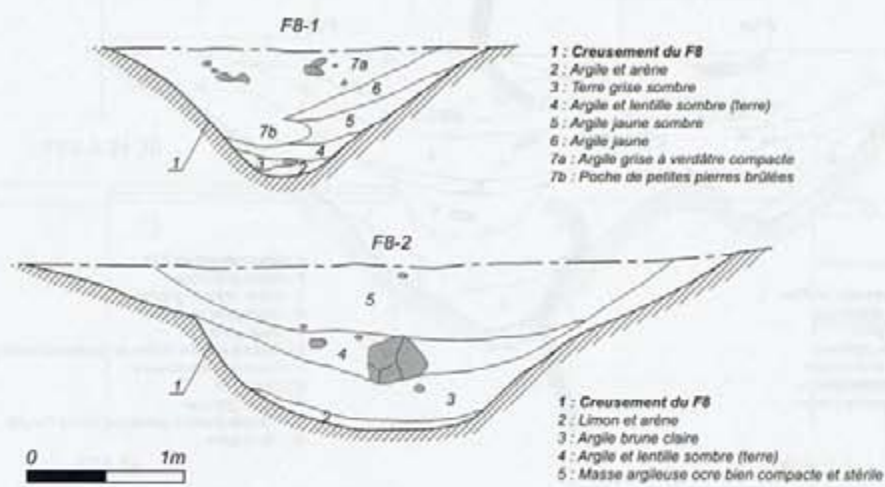 F8-1
7a
6
5
7b
4
3
2
1
1 : Creusement du F8
2 : Argile et arène
3 : Terre grise sombre
4 : Argile et lentille sombre (terre)
5 : Argile jaune sombre
6 : Argile jaune
7a : Argile grise à verdâtre compacte
7b : Poche de petites pierres brûlées
F8-2
5
4
3
2
1
1 : Creusement du F8
2 : Limon et arène
3 : Argile brune claire
4 : Argile et lentille sombre (terre)
5 : Masse argileuse ocre bien compacte et stérile
0 1m